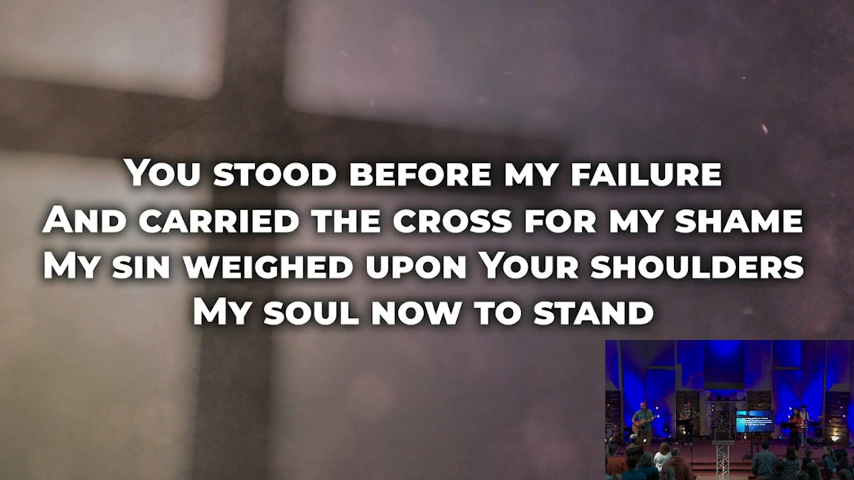 You stood before my failure
And carried the cross for my shame
My sin weighed upon Your shoulders
My soul now to stand